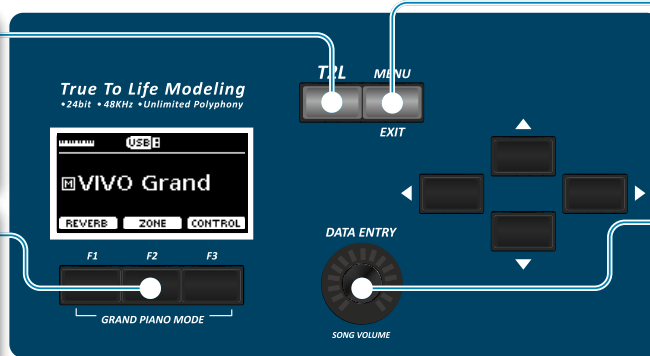 True To Life Modeling
•24bit •48KHz •Unlimited Polyphony
T2L MENU
EXIT
USB
M VIVO Grand
REVERB ZONE CONTROL
F1 F2 F3
GRAND PIANO MODE
DATA ENTRY
SONG VOLUME